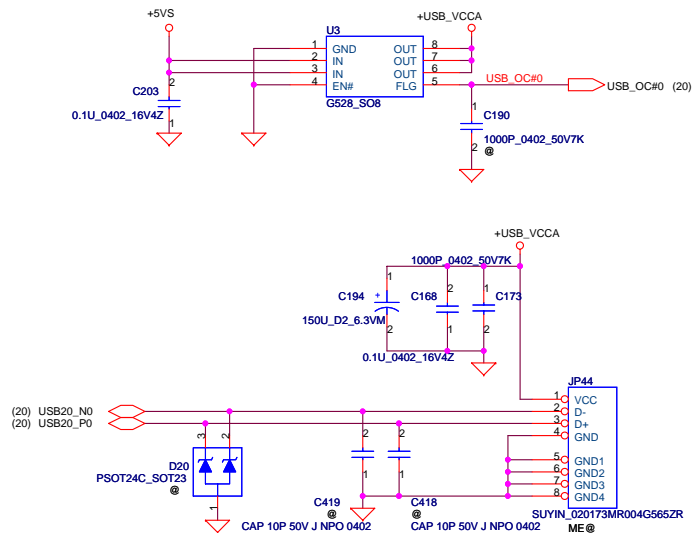 +5VS
+USB_VCCA
U3
1 GND OUT 8
2 IN OUT 7
3 IN OUT 6
4 EN# FLG 5
G528_SO8
USB_OC#0
USB_OC#0 (20)
2
C203
0.1U_0402_16V4Z
1
1
C190
1000P_0402_50V7K
2
@
+USB_VCCA
1000P_0402_50V7K
1
C194
+
150U_D2_6.3VM
2
2
C168
1
1
C173
2
0.1U_0402_16V4Z
JP44
1 VCC
2 D-
3 D+
4 GND
5 GND1
6 GND2
7 GND3
8 GND4
SUYIN_020173MR004G565ZR
ME@
(20) USB20_N0
(20) USB20_P0
3
2
D20
PSOT24C_SOT23
@
1
2
1
2
1
C419
@
CAP 10P 50V J NPO 0402
C418
@
CAP 10P 50V J NPO 0402